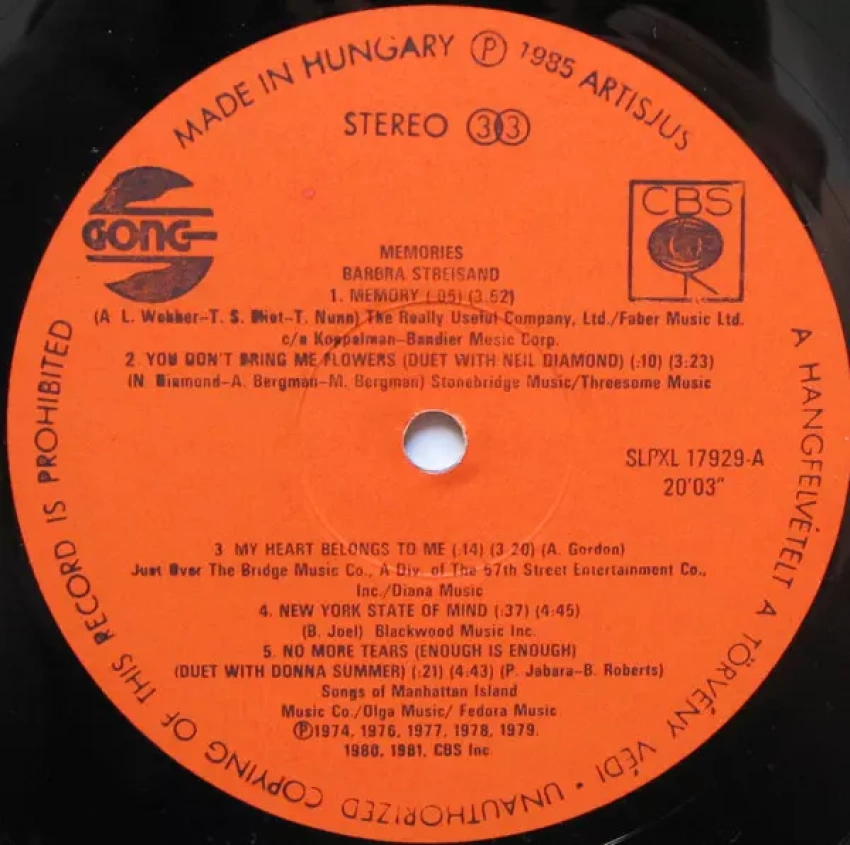 MADE IN HUNGARY Ⓟ 1985 ARTISJUS
STEREO 33
GONG
CBS
MEMORIES
BARBRA STREISAND
1. MEMORY (:05) (3:52)
(A L. Webber–T. S. Eliot–T. Nunn) The Really Useful Company, Ltd./Faber Music Ltd.
c/o Koppelman–Bandier Music Corp.
2 YOU DON'T BRING ME FLOWERS (DUET WITH NEIL DIAMOND) (:10) (3:23)
(N Diamond–A. Bergman–M. Bergman) Stonebridge Music/Threesome Music
SLPXL 17929-A
20'03"
3 MY HEART BELONGS TO ME (:14) (3 20) (A. Gordon)
Just Over The Bridge Music Co., A Div. of The 57th Street Entertainment Co.,
Inc./Diana Music
4. NEW YORK STATE OF MIND (:37) (4:45)
(B. Joel) Blackwood Music Inc.
5. NO MORE TEARS (ENOUGH IS ENOUGH)
(DUET WITH DONNA SUMMER) (:21) (4:43) (P. Jabara–B. Roberts)
Songs of Manhattan Island
Music Co./Olga Music/ Fedora Music
Ⓟ1974, 1976, 1977, 1978, 1979,
1980, 1981, CBS Inc
A HANGFELVÉTELT A TÖRVÉNY VÉDI • UNAUTHORIZED COPYING OF THIS RECORD IS PROHIBITED